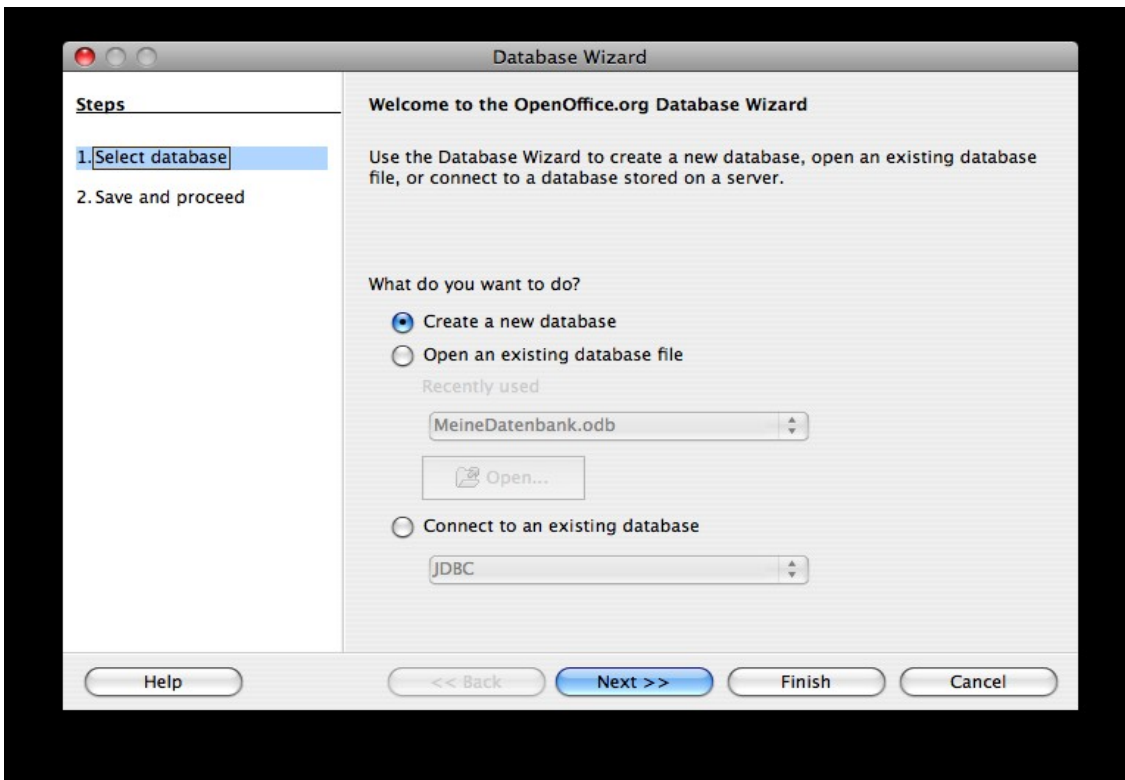 Database Wizard
Steps
1. Select database
2. Save and proceed
Welcome to the OpenOffice.org Database Wizard
Use the Database Wizard to create a new database, open an existing database
file, or connect to a database stored on a server.
What do you want to do?
Create a new database
Open an existing database file
Recently used
MeineDatenbank.odb
Open...
Connect to an existing database
JDBC
Help
<< Back
Next >>
Finish
Cancel